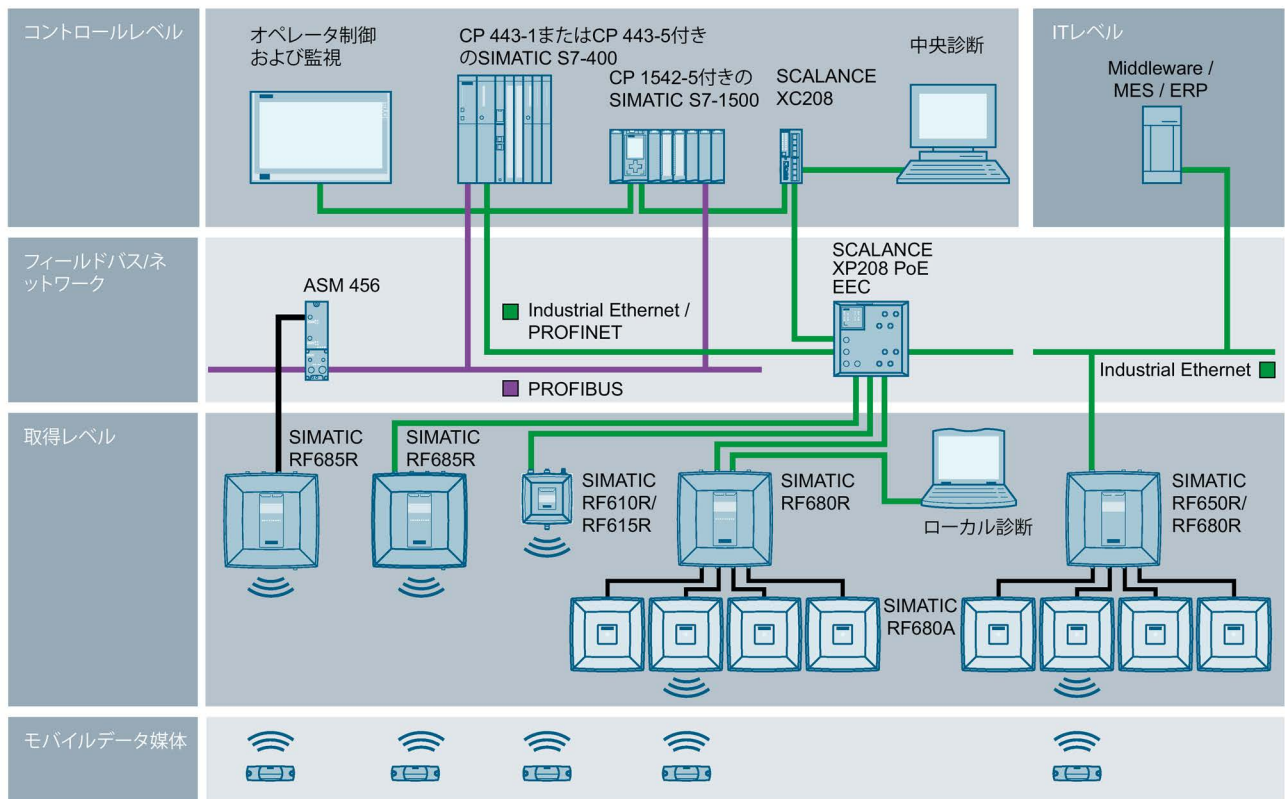 コントロールレベル
オペレータ制御
および監視
CP 443-1またはCP 443-5付き
のSIMATIC S7-400
CP 1542-5付きの
SIMATIC S7-1500
SCALANCE
XC208
中央診断
ITレベル
Middleware /
MES / ERP
フィールドバス/ネ
ットワーク
ASM 456
Industrial Ethernet /
PROFINET
PROFIBUS
SCALANCE
XP208 PoE
EEC
Industrial Ethernet
取得レベル
SIMATIC
RF685R
SIMATIC
RF685R
SIMATIC
RF610R/
RF615R
SIMATIC
RF680R
ローカル診断
SIMATIC
RF650R/
RF680R
SIMATIC
RF680A
モバイルデータ媒体